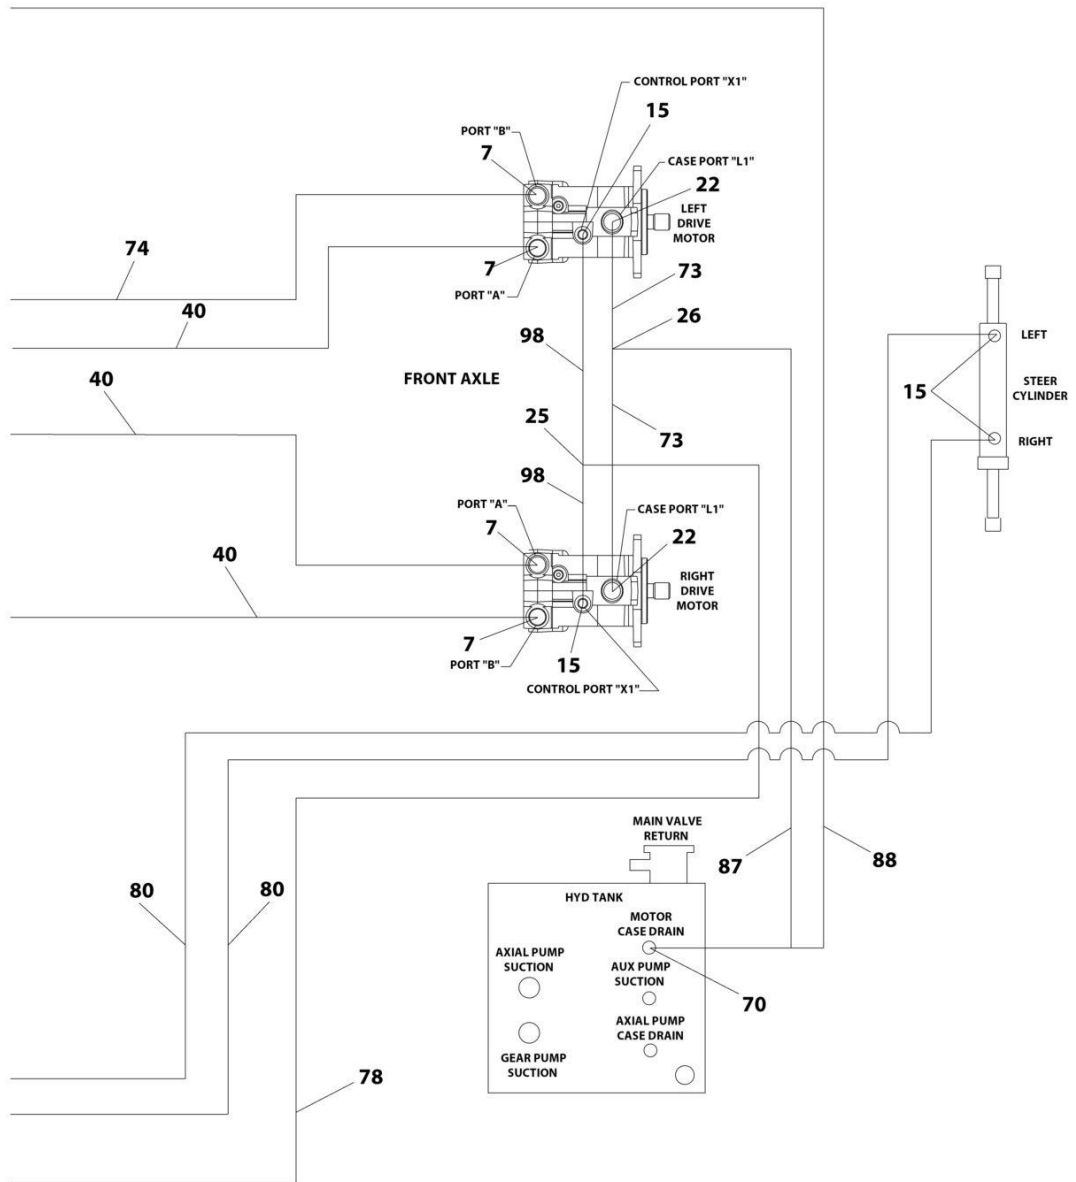 CONTROL PORT "X1"
15
PORT "B"
7
CASE PORT "L1"
22
LEFT
DRIVE
MOTOR
74
7
PORT "A"
73
40
26
98
LEFT
FRONT AXLE
40
15
STEER
CYLINDER
25
73
RIGHT
98
PORT "A"
7
CASE PORT "L1"
22
40
RIGHT
DRIVE
MOTOR
7
PORT "B"
15
CONTROL PORT "X1"
MAIN VALVE
RETURN
87
88
80
80
HYD TANK
MOTOR
CASE DRAIN
AXIAL PUMP
SUCTION
AUX PUMP
SUCTION
70
AXIAL PUMP
CASE DRAIN
GEAR PUMP
SUCTION
78